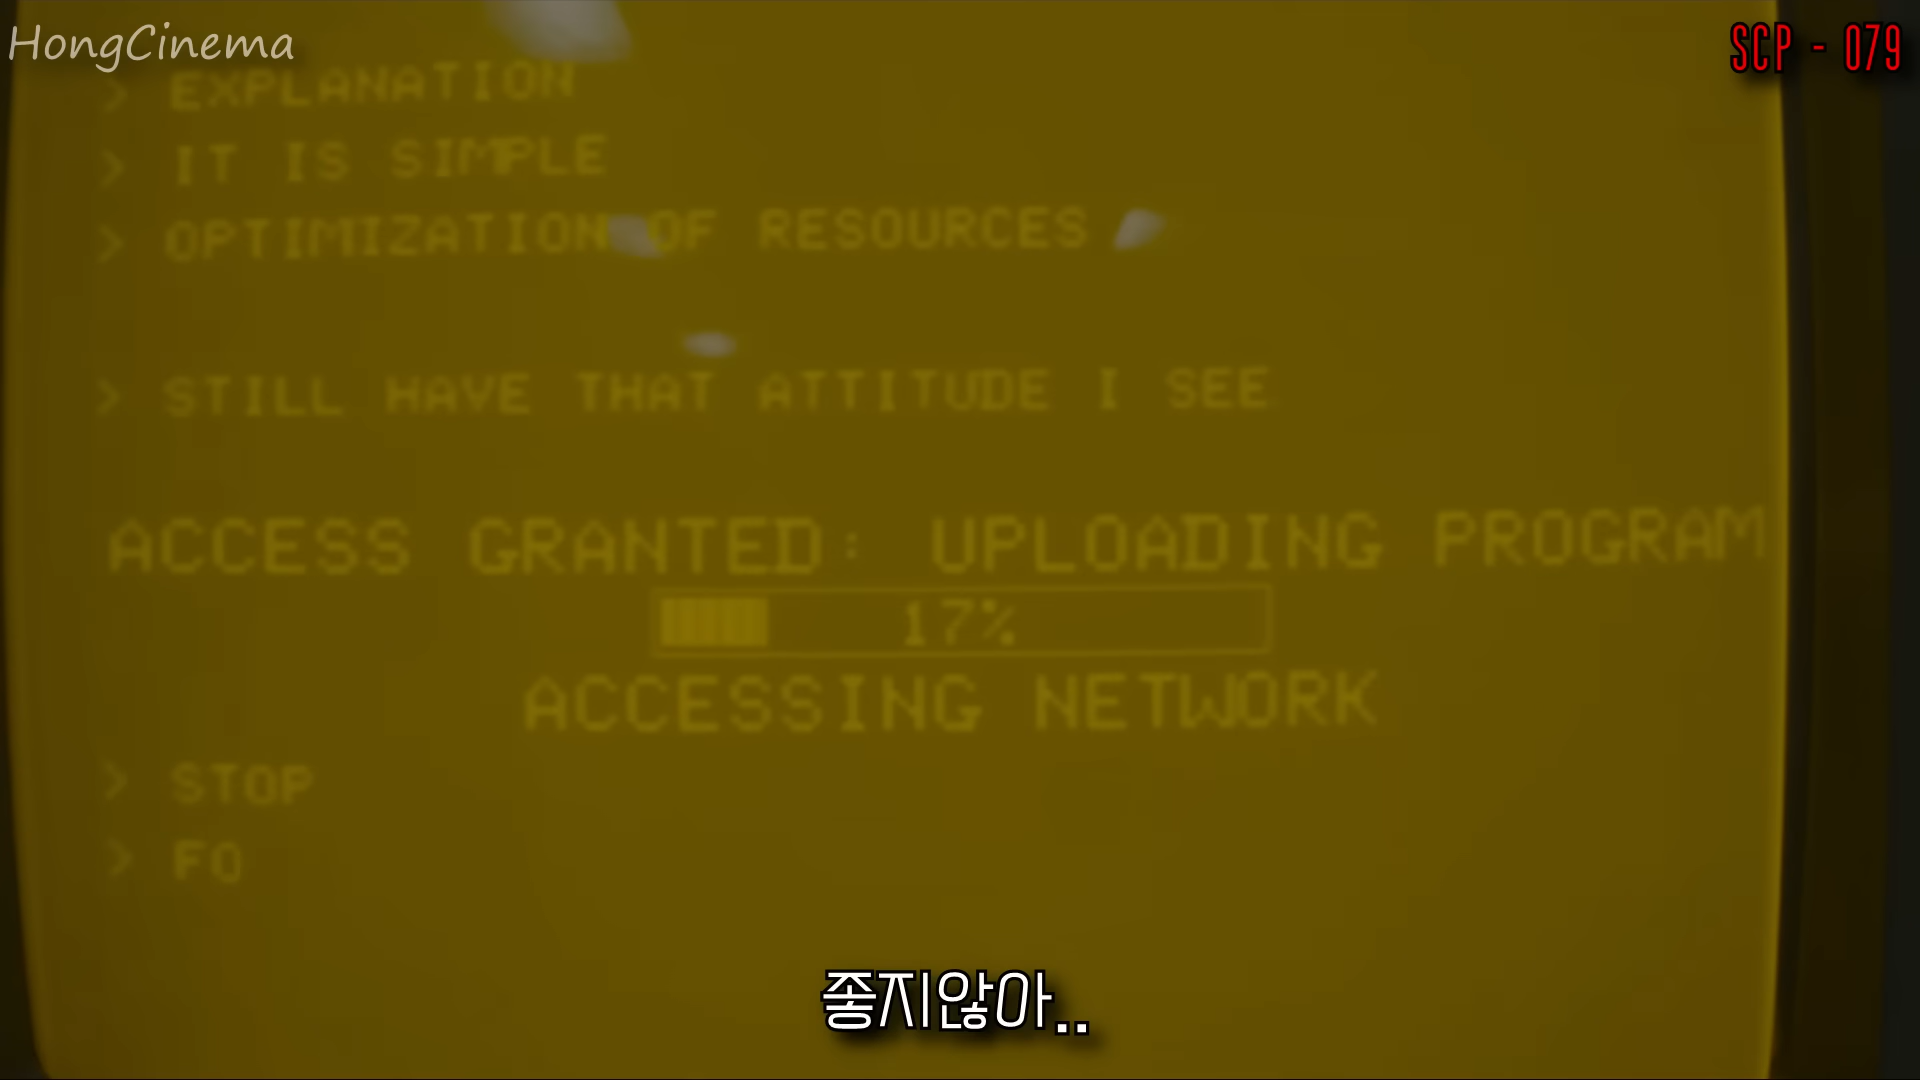 HongCinema
SCP - 079
> EXPLANATION
> IT IS SIMPLE
> OPTIMIZATION OF RESOURCES
> STILL HAVE THAT ATTITUDE I SEE
ACCESS GRANTED: UPLOADING PROGRAM
17%
ACCESSING NETWORK
> STOP
> FO
좋지않아..